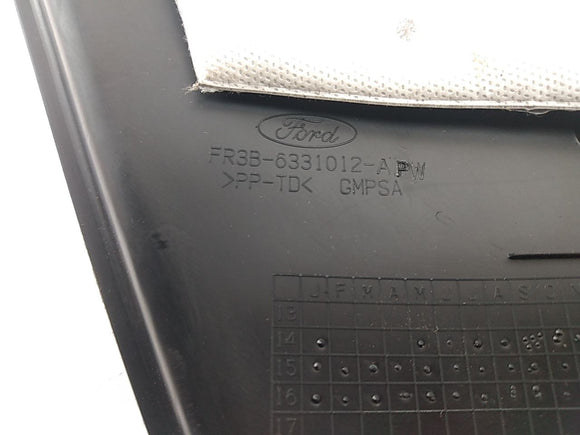 Ford
FR3B-6331012-APW
>PP-TD< GMPSA
J F M A M J J A S O N
13
14
15
16
17